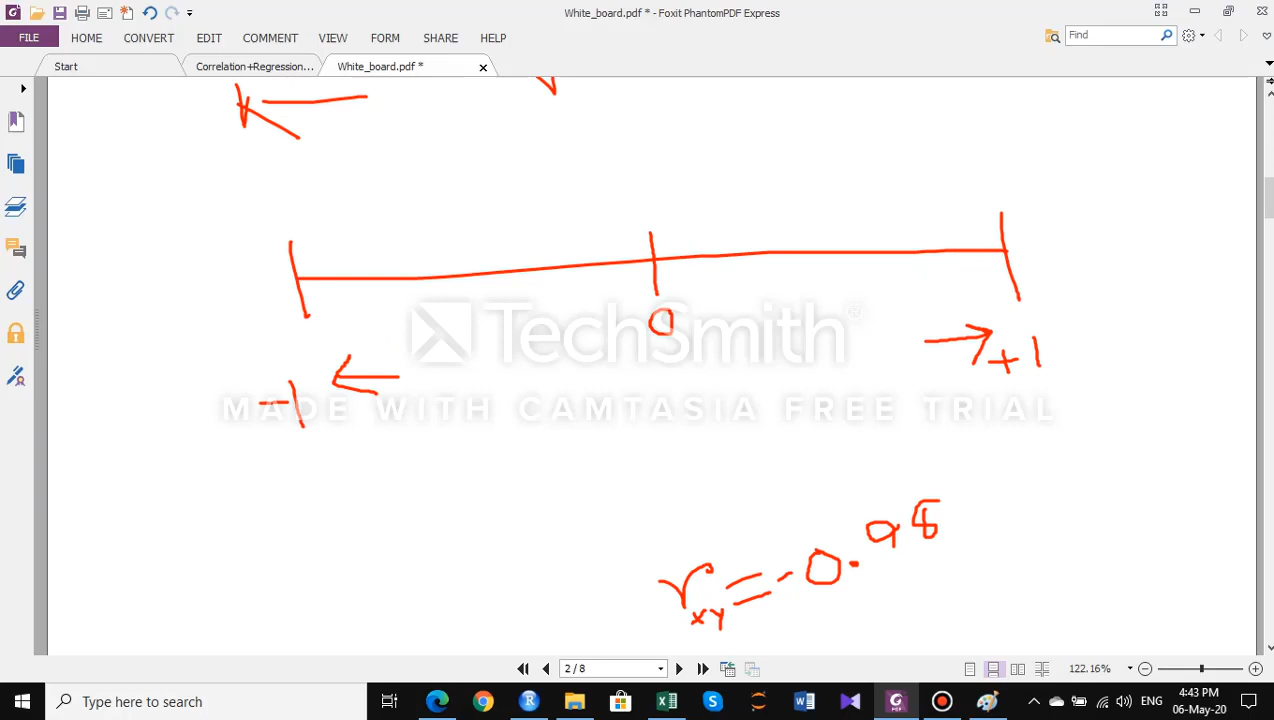 White_board.pdf * - Foxit PhantomPDF Express
FILE HOME CONVERT EDIT COMMENT VIEW FORM SHARE HELP
Find
Start Correlation+Regression... White_board.pdf *
0
+1
-1
TechSmith®
MADE WITH CAMTASIA FREE TRIAL
rxy = -0.98
2 / 8
122.16%
Type here to search
ENG
4:43 PM
06-May-20